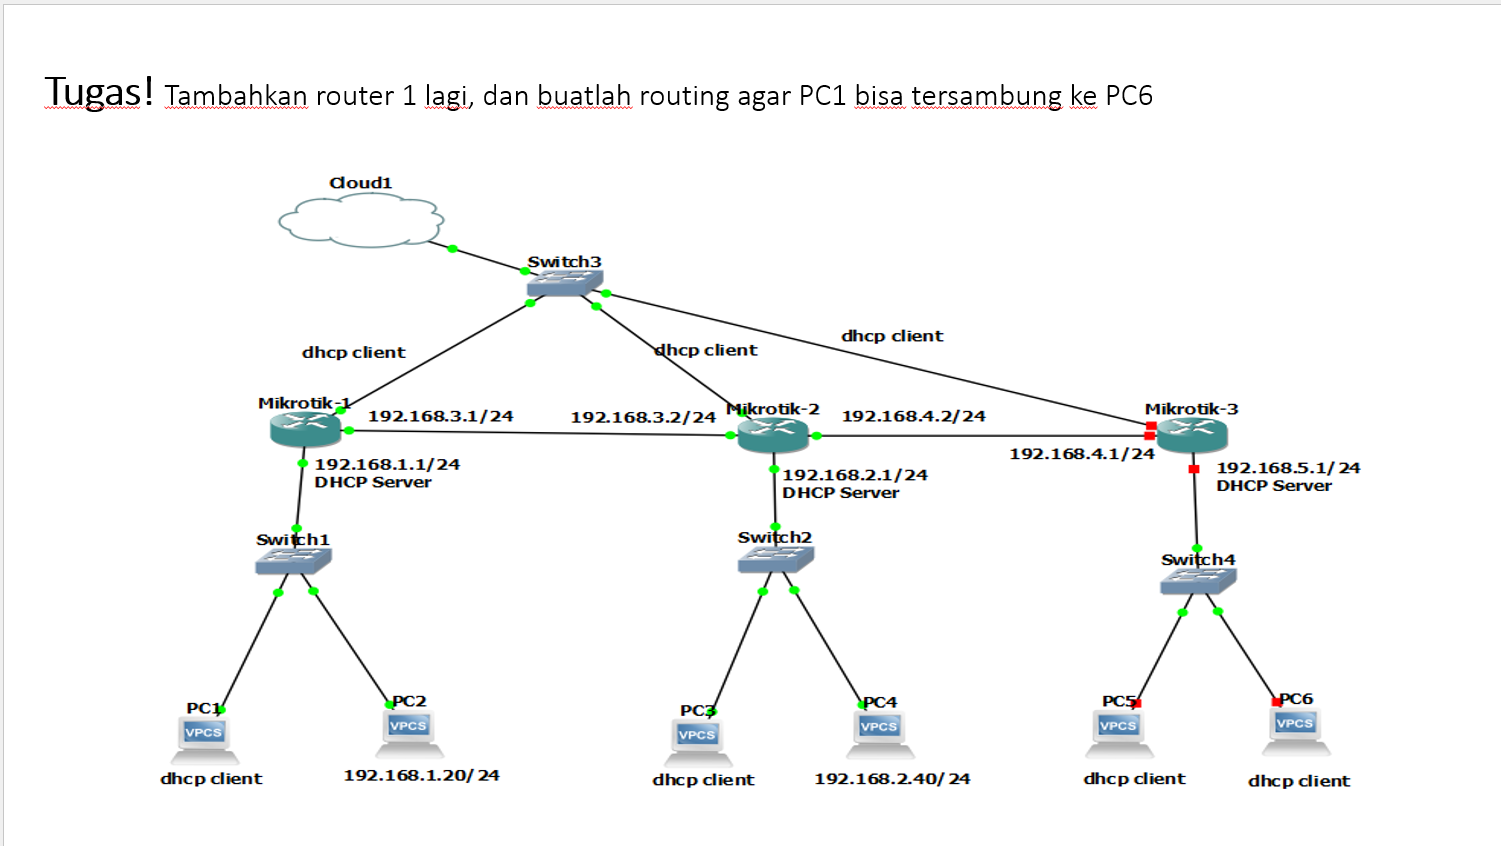 Tugas! Tambahkan router 1 lagi, dan buatlah routing agar PC1 bisa tersambung ke PC6
Cloud1
Switch3
dhcp client
dhcp client
dhcp client
Mikrotik-1
192.168.3.1/24
192.168.3.2/24
Mikrotik-2
192.168.4.2/24
Mikrotik-3
192.168.4.1/24
192.168.1.1/24
DHCP Server
192.168.2.1/24
DHCP Server
192.168.5.1/24
DHCP Server
Switch1
Switch2
Switch4
PC1
PC2
PC3
PC4
PC5
PC6
VPCS
VPCS
VPCS
VPCS
VPCS
VPCS
dhcp client
192.168.1.20/24
dhcp client
192.168.2.40/24
dhcp client
dhcp client